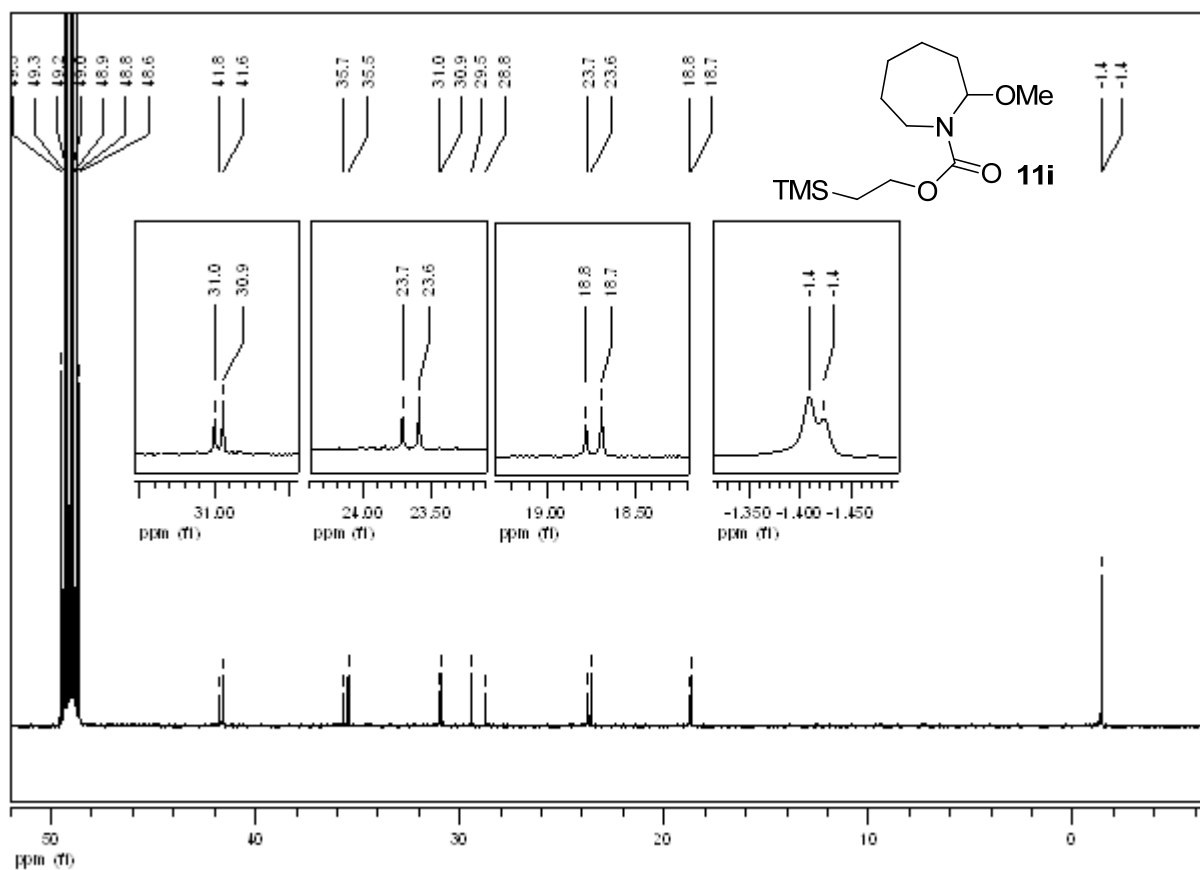 49.5 49.3 49.2 49.0 48.9 48.8 48.6 41.8 41.6 35.7 35.5 31.0 30.9 29.5 28.8 23.7 23.6 18.8 18.7 -1.4 -1.4
OMe
N
O 11i
TMS O
31.0 30.9 23.7 23.6 18.8 18.7 -1.4 -1.4
31.00 24.00 23.50 19.00 18.50 -1.350 -1.400 -1.450
ppm (f1) ppm (f1) ppm (f1) ppm (f1)
50 40 30 20 10 0
ppm (f1)